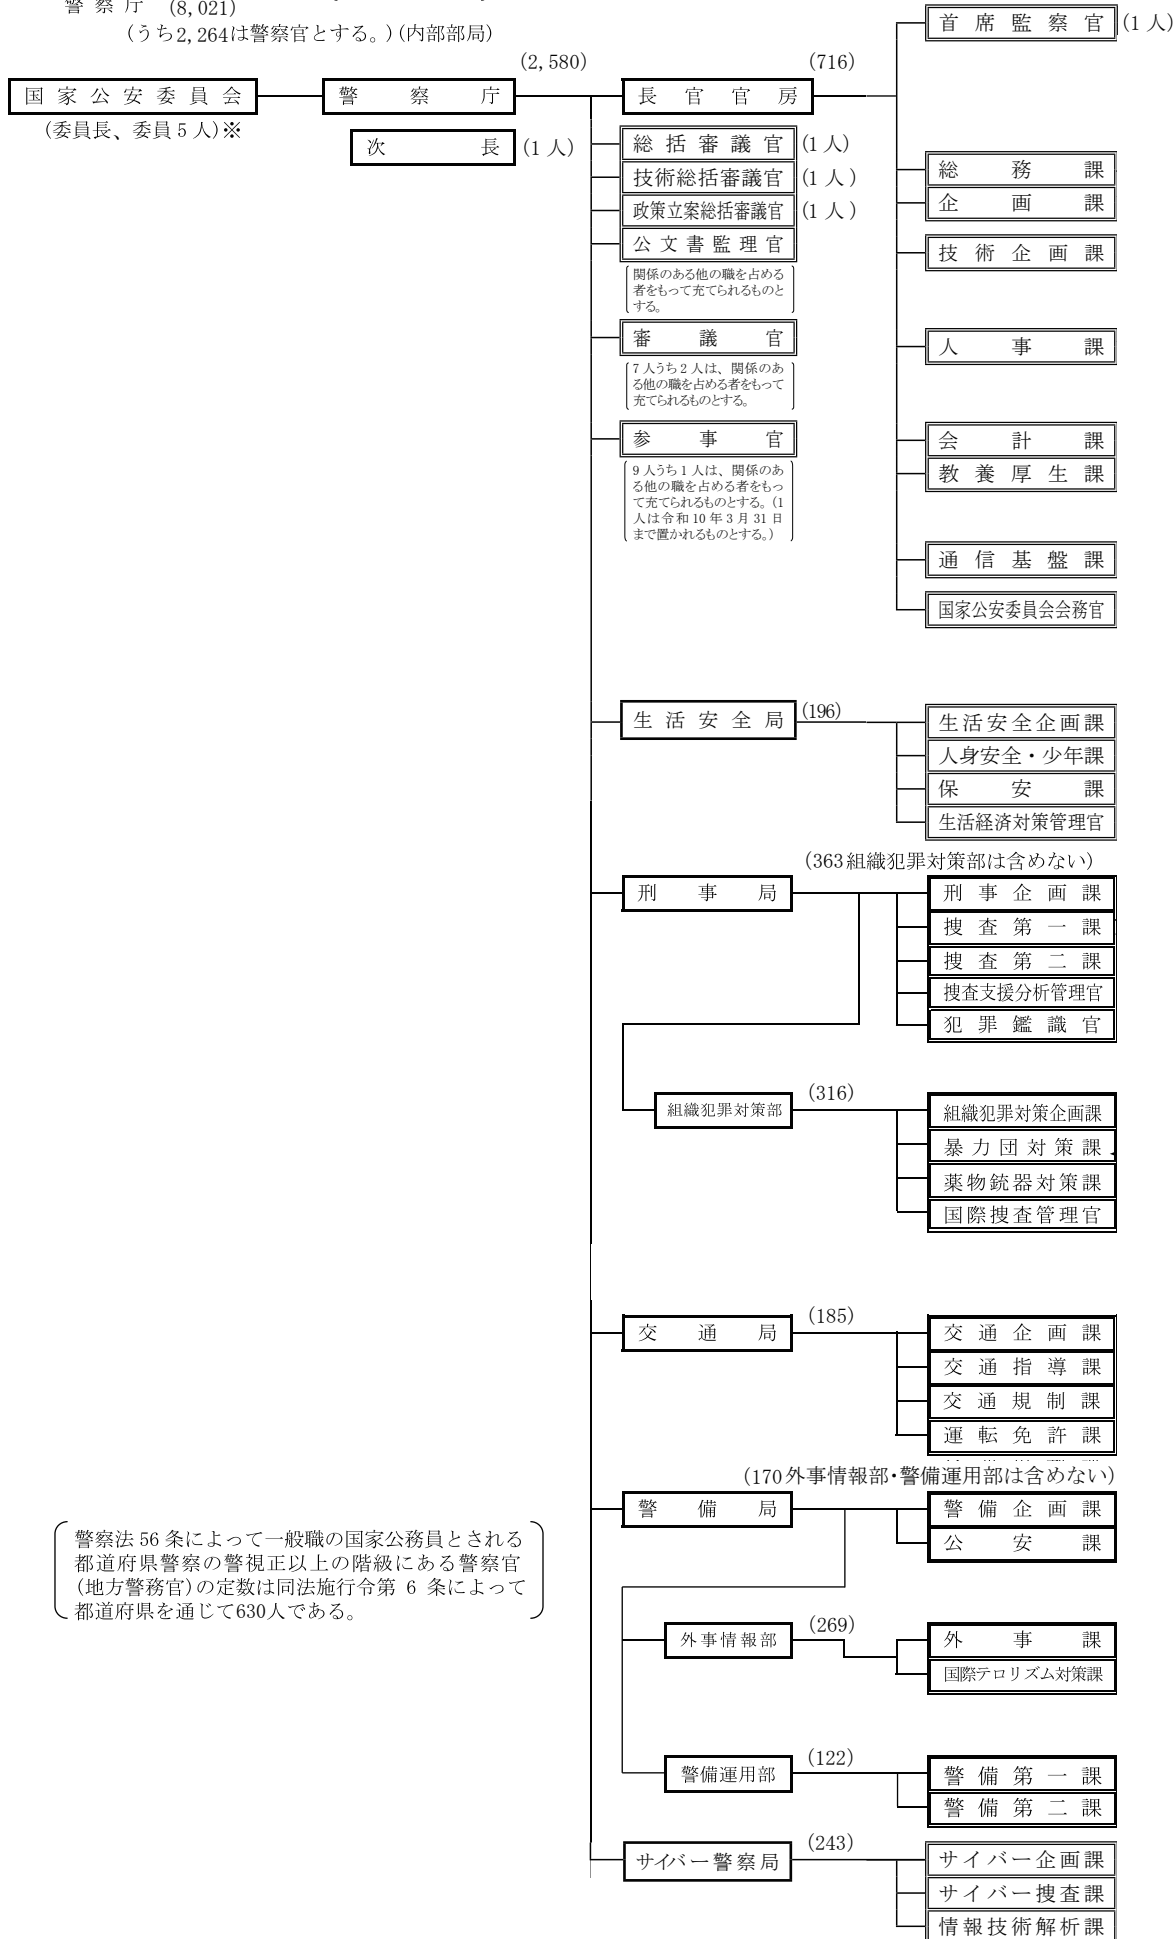 警察庁 (8,021)
(うち2,264は警察官とする。)(内部部局)
国家公安委員会
(委員長、委員5人)※
警察庁
(2,580)
次長
(1人)
長官官房
(716)
総括審議官
(1人)
技術総括審議官
(1人)
政策立案総括審議官
(1人)
公文書監理官
関係のある他の職を占める
者をもって充てられるものと
する。
審議官
7人うち2人は、関係のあ
る他の職を占める者をもって
充てられるものとする。
参事官
9人うち1人は、関係のあ
る他の職を占める者をもっ
て充てられるものとする。(1
人は令和10年3月31日
まで置かれるものとする。)
首席監察官
(1人)
総務課
企画課
技術企画課
人事課
会計課
教養厚生課
通信基盤課
国家公安委員会会務官
生活安全局
(196)
生活安全企画課
人身安全・少年課
保安課
生活経済対策管理官
(363組織犯罪対策部は含めない)
刑事局
刑事企画課
捜査第一課
捜査第二課
捜査支援分析管理官
犯罪鑑識官
組織犯罪対策部
(316)
組織犯罪対策企画課
暴力団対策課
薬物銃器対策課
国際捜査管理官
交通局
(185)
交通企画課
交通指導課
交通規制課
運転免許課
(170外事情報部・警備運用部は含めない)
警備局
警備企画課
公安課
警察法56条によって一般職の国家公務員とされる
都道府県警察の警視正以上の階級にある警察官
(地方警務官)の定数は同法施行令第6条によって
都道府県を通じて630人である。
外事情報部
(269)
外事課
国際テロリズム対策課
警備運用部
(122)
警備第一課
警備第二課
サイバー警察局
(243)
サイバー企画課
サイバー捜査課
情報技術解析課